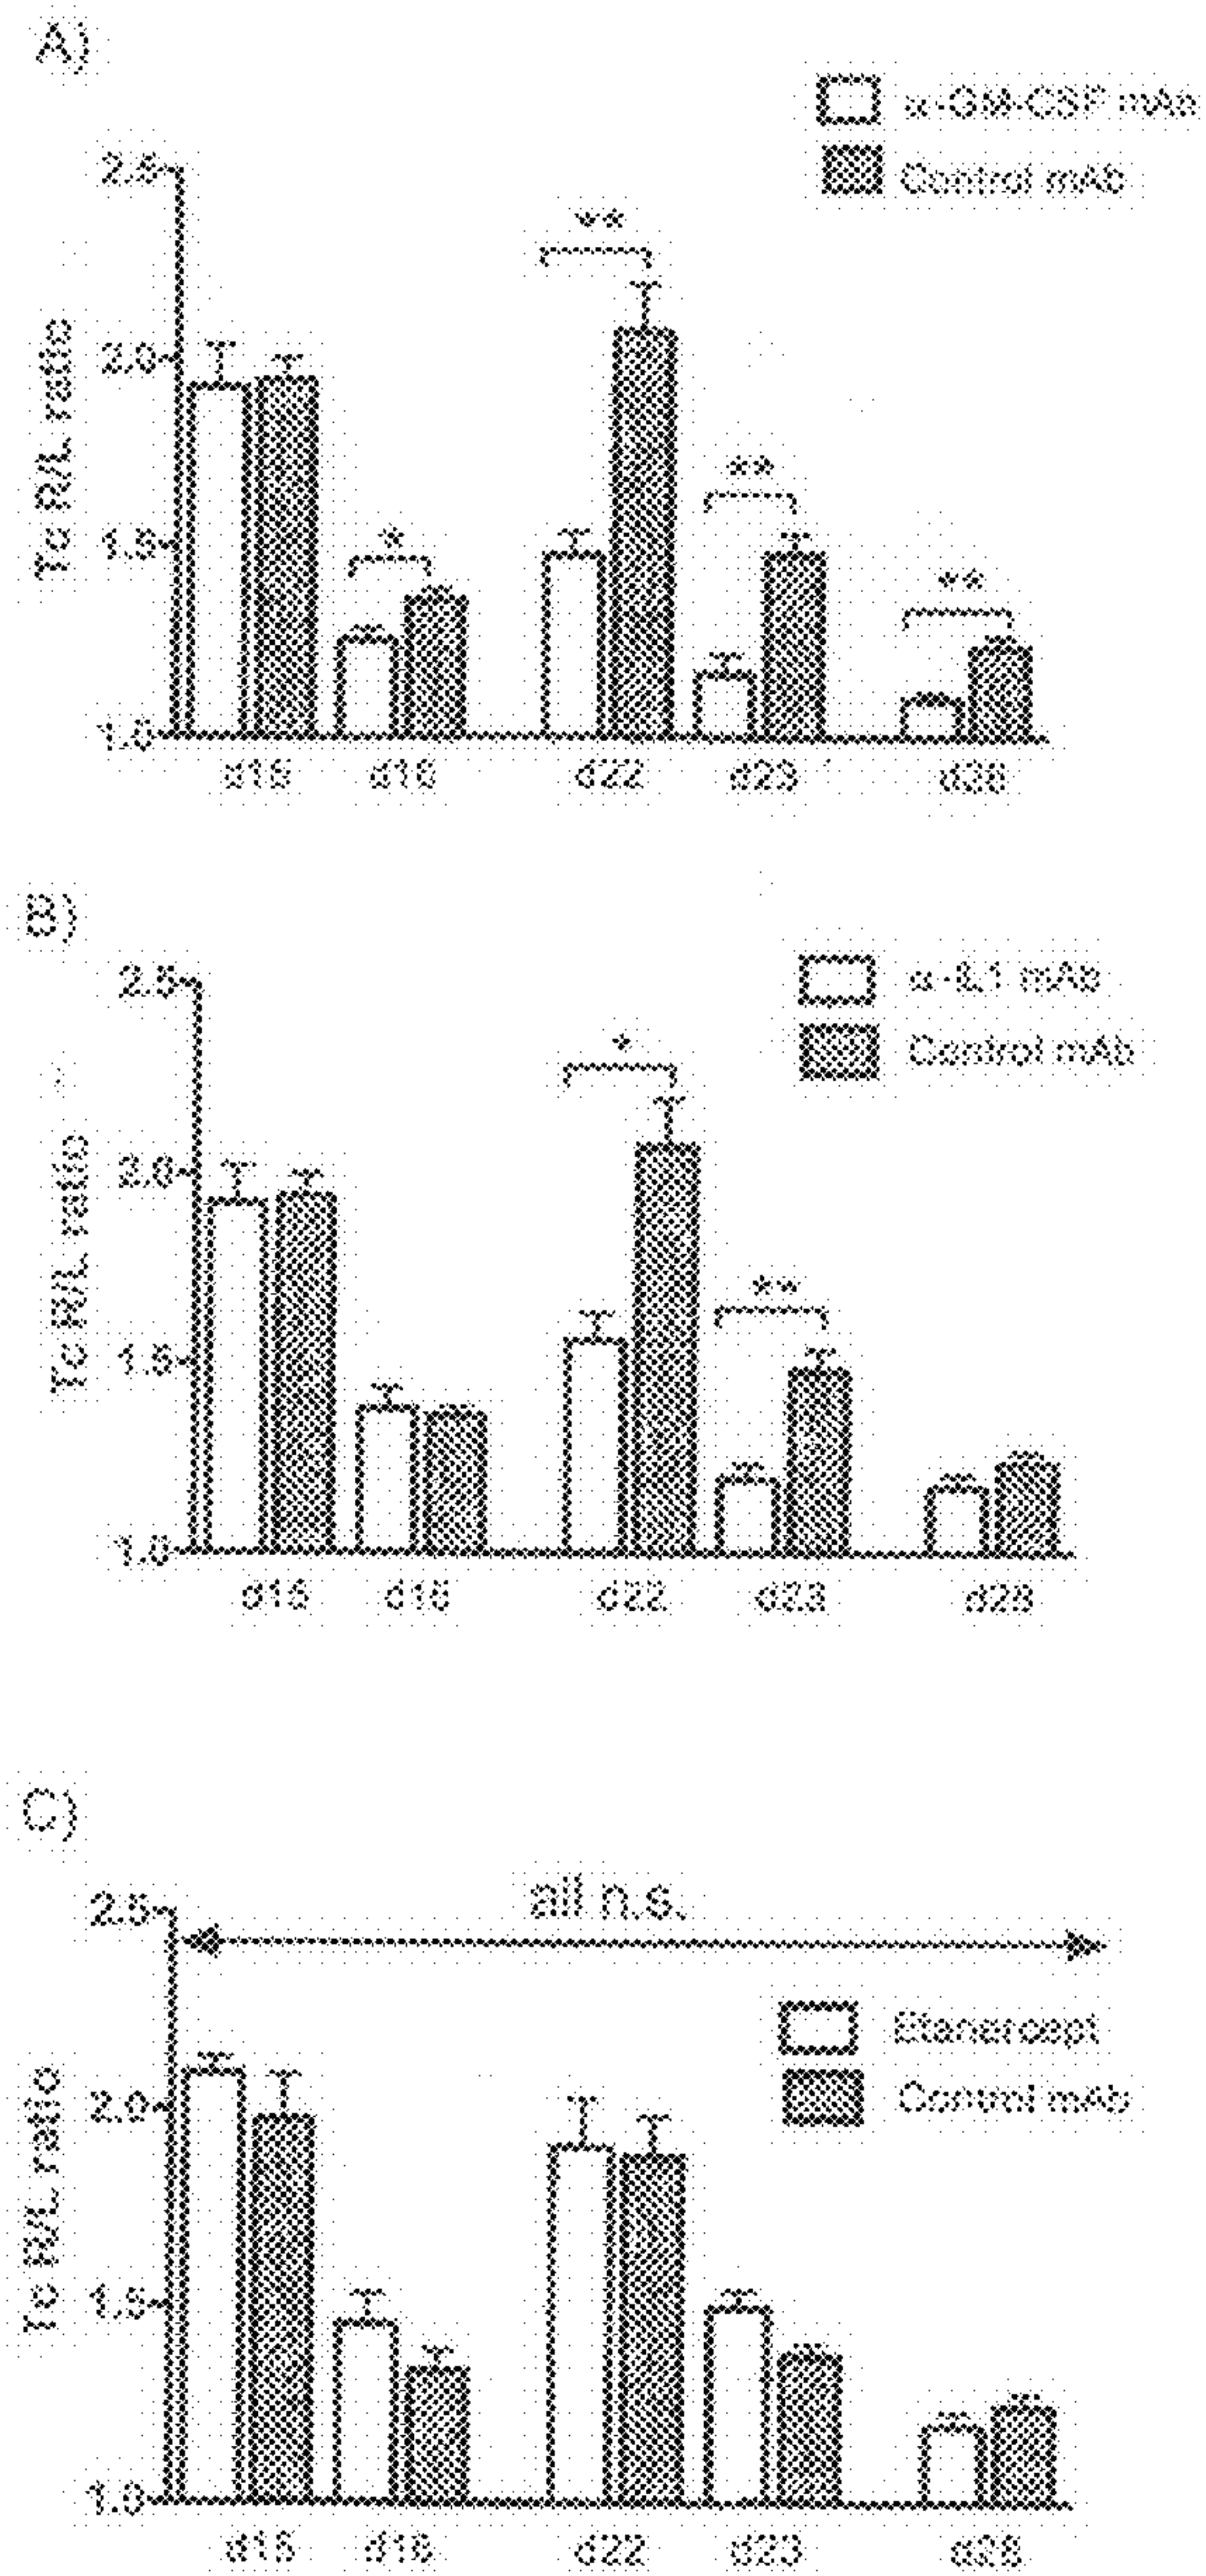 A)
α-GM-CSF mAb
Control mAb
**
2.5
2.0
1.5
1.0
Tc R/L ratio
*
**
**
d15 d16 d22 d23 d28
B)
α-IL1 mAb
Control mAb
2.5
2.0
1.5
1.0
Tc R/L ratio
*
**
d15 d16 d22 d23 d28
C)
all n.s.
2.5
2.0
1.5
1.0
Tc R/L ratio
Etanercept
Control mAb
d15 d16 d22 d23 d28